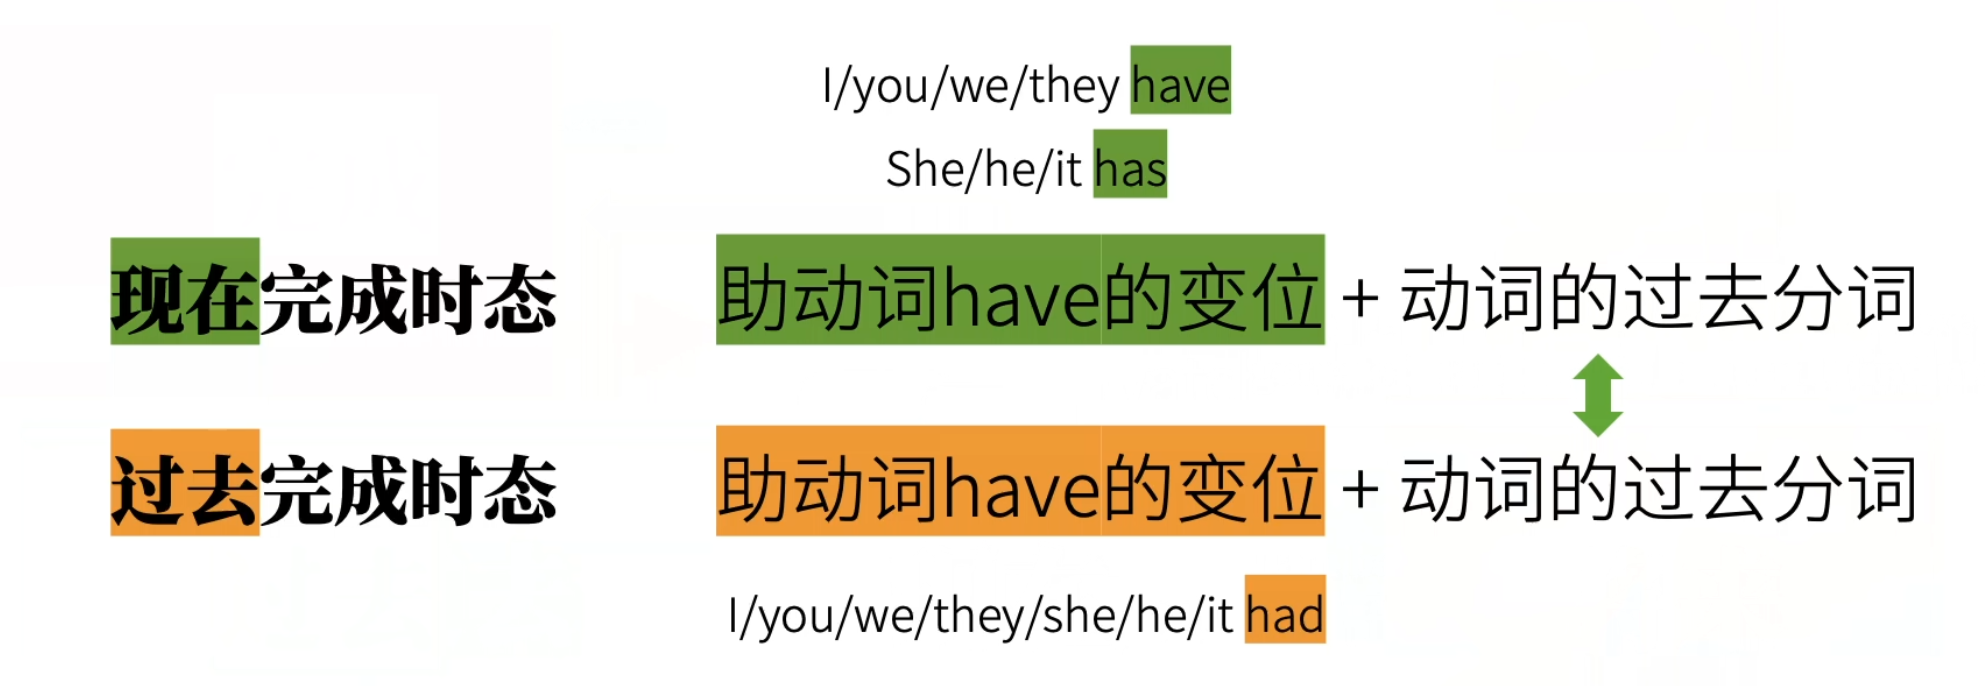 I/you/we/they have
She/he/it has
现在完成时态 助动词have的变位 + 动词的过去分词
过去完成时态 助动词have的变位 + 动词的过去分词
I/you/we/they/she/he/it had